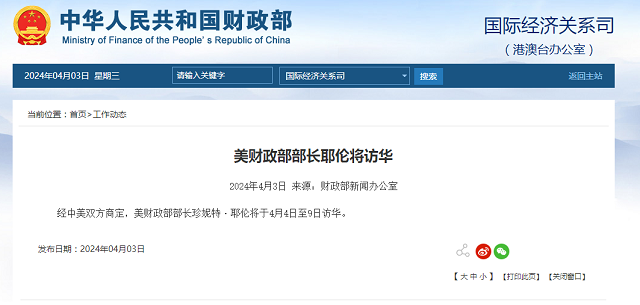 中华人民共和国财政部
Ministry of Finance of the People' s Republic of China
国际经济关系司
（港澳台办公室）
2024年04月03日 星期三
请输入关键字
国际经济关系司
搜索
返回主站
当前位置：首页>工作动态
美财政部部长耶伦将访华
2024年4月3日 来源：财政部新闻办公室
经中美双方商定，美财政部部长珍妮特·耶伦将于4月4日至9日访华。
发布日期：2024年04月03日
【大 中 小】 【打印此页】 【关闭窗口】